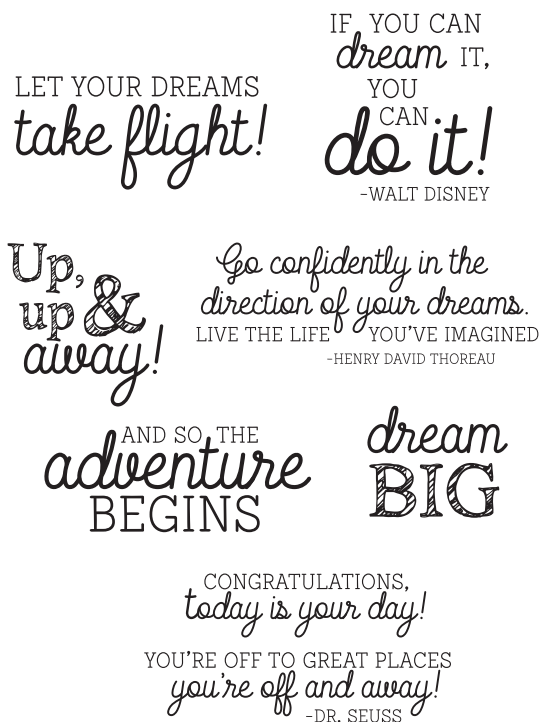 LET YOUR DREAMS
take flight!
IF YOU CAN
dream IT,
YOU
CAN
do it!
-WALT DISNEY
Up,
up &
away!
Go confidently in the
direction of your dreams.
LIVE THE LIFE YOU'VE IMAGINED
-HENRY DAVID THOREAU
AND SO THE
adventure
BEGINS
dream
BIG
CONGRATULATIONS,
today is your day!
YOU'RE OFF TO GREAT PLACES
you're off and away!
-DR. SEUSS